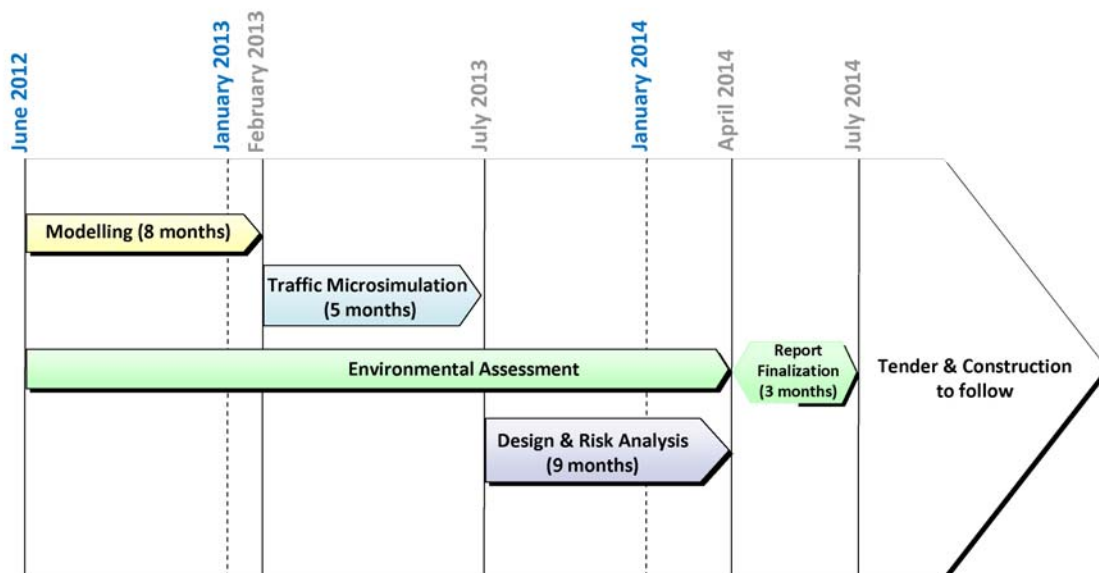 June 2012
January 2013
February 2013
July 2013
January 2014
April 2014
July 2014
Modelling (8 months)
Traffic Microsimulation
(5 months)
Environmental Assessment
Report
Finalization
(3 months)
Tender & Construction
to follow
Design & Risk Analysis
(9 months)